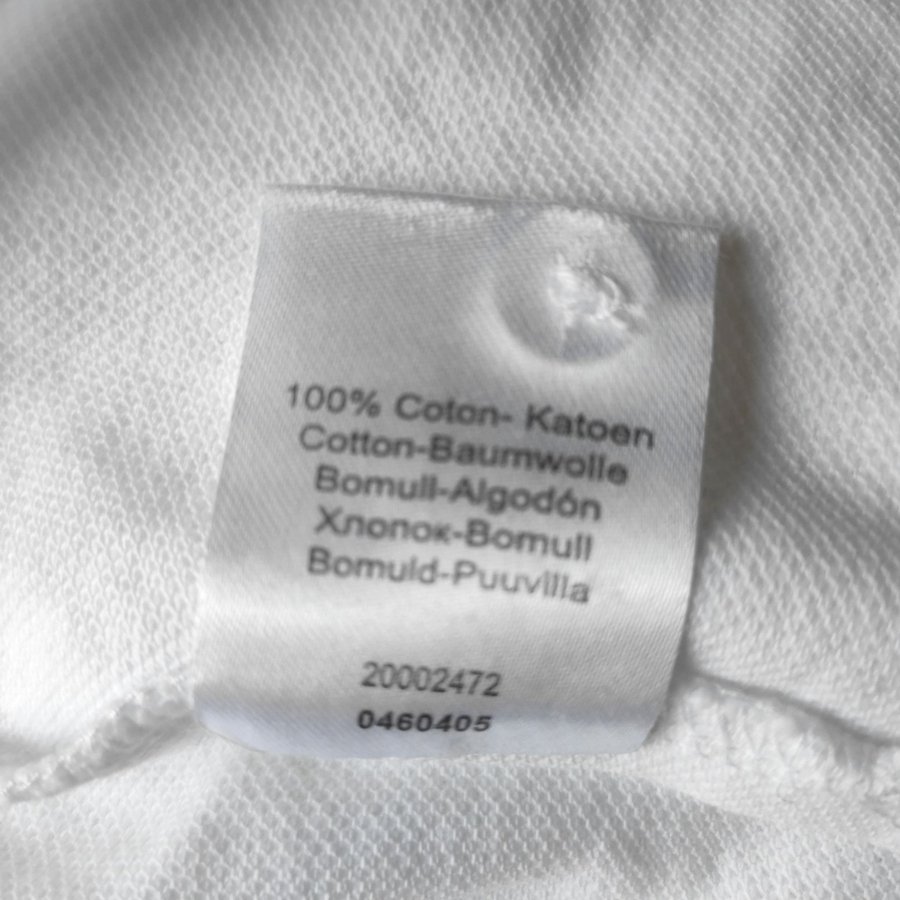 100% Coton- Katoen
Cotton-Baumwolle
Bomull-Algodón
Хлопок-Bomull
Bomuld-Puuvilla
20002472
0460405